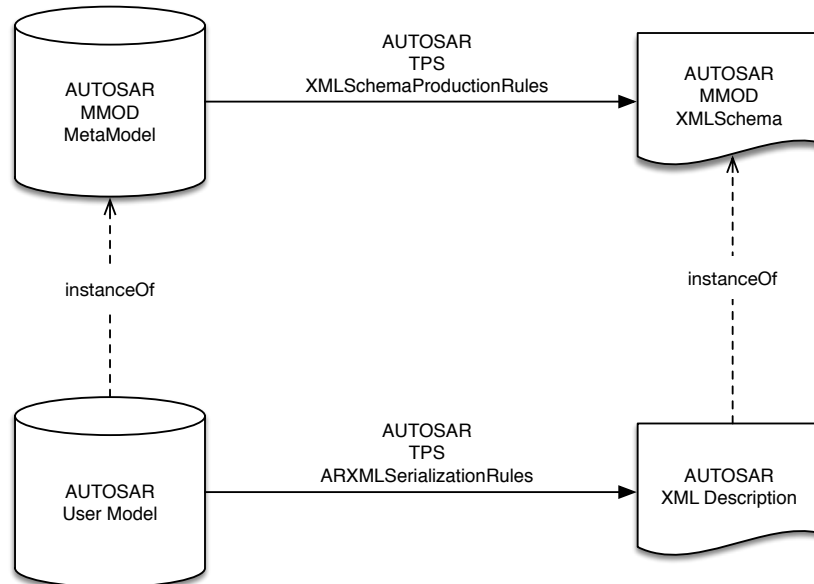 AUTOSAR
MMOD
MetaModel
AUTOSAR
TPS
XMLSchemaProductionRules
AUTOSAR
MMOD
XMLSchema
instanceOf
instanceOf
AUTOSAR
User Model
AUTOSAR
TPS
ARXMLSerializationRules
AUTOSAR
XML Description